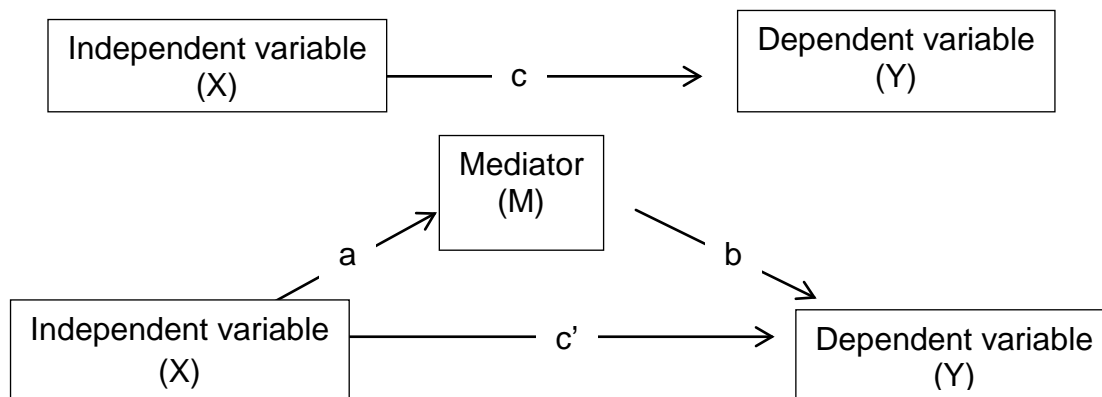 Independent variable
(X)
c
Dependent variable
(Y)
Mediator
(M)
a
b
Independent variable
(X)
c’
Dependent variable
(Y)